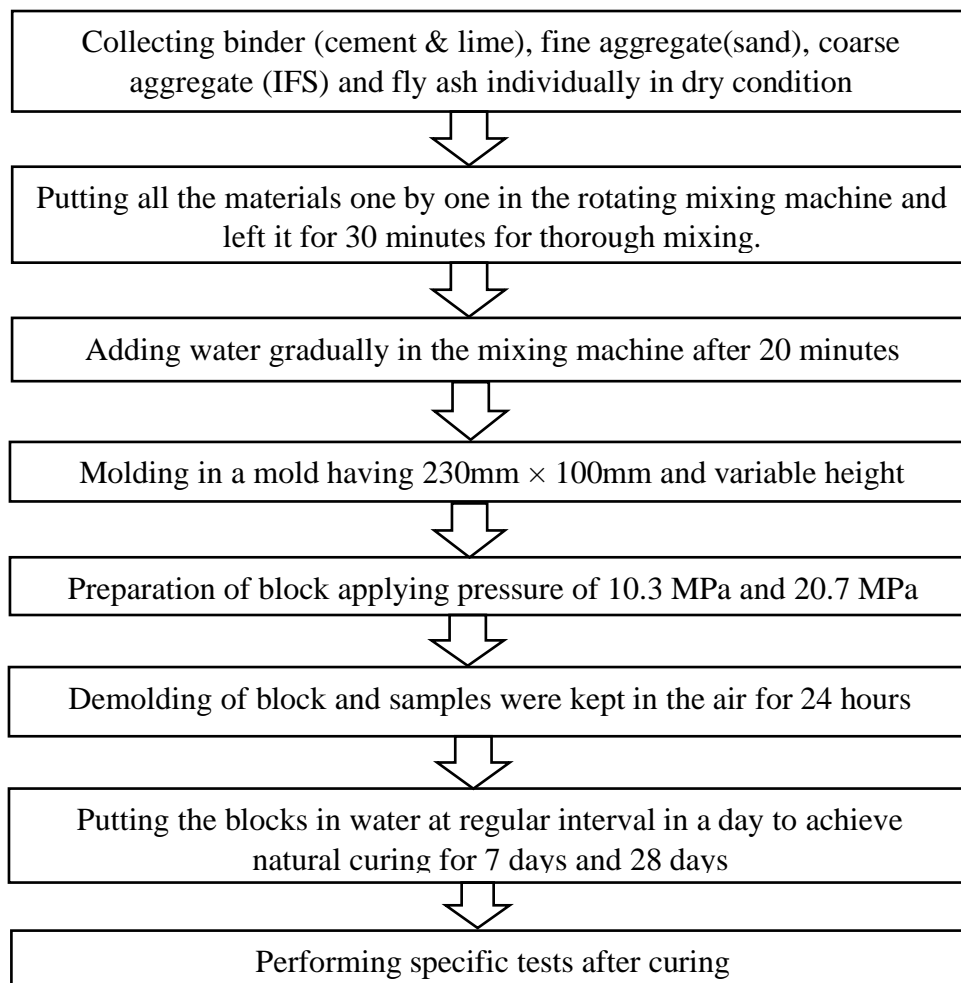 Collecting binder (cement & lime), fine aggregate(sand), coarse
aggregate (IFS) and fly ash individually in dry condition
Putting all the materials one by one in the rotating mixing machine and
left it for 30 minutes for thorough mixing.
Adding water gradually in the mixing machine after 20 minutes
Molding in a mold having 230mm × 100mm and variable height
Preparation of block applying pressure of 10.3 MPa and 20.7 MPa
Demolding of block and samples were kept in the air for 24 hours
Putting the blocks in water at regular interval in a day to achieve
natural curing for 7 days and 28 days
Performing specific tests after curing